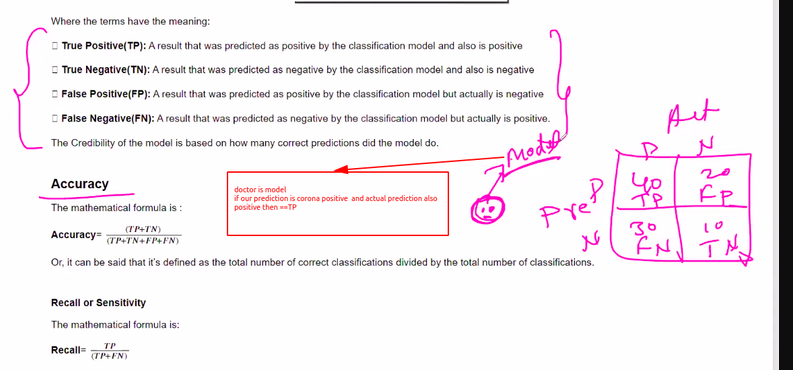 Where the terms have the meaning:
True Positive(TP): A result that was predicted as positive by the classification model and also is positive
True Negative(TN): A result that was predicted as negative by the classification model and also is negative
False Positive(FP): A result that was predicted as positive by the classification model but actually is negative
False Negative(FN): A result that was predicted as negative by the classification model but actually is positive.
The Credibility of the model is based on how many correct predictions did the model do.
Model
Accuracy
doctor is model
if our prediction is corona positive and actual prediction also
positive then ==TP
The mathematical formula is :
Accuracy= (TP+TN)
(TP+TN+FP+FN)
Or, it can be said that it's defined as the total number of correct classifications divided by the total number of classifications.
Recall or Sensitivity
The mathematical formula is:
Recall= TP
(TP+FN)
Act
P N
Pre P 40 20
TP FP
N 30 10
FN TN